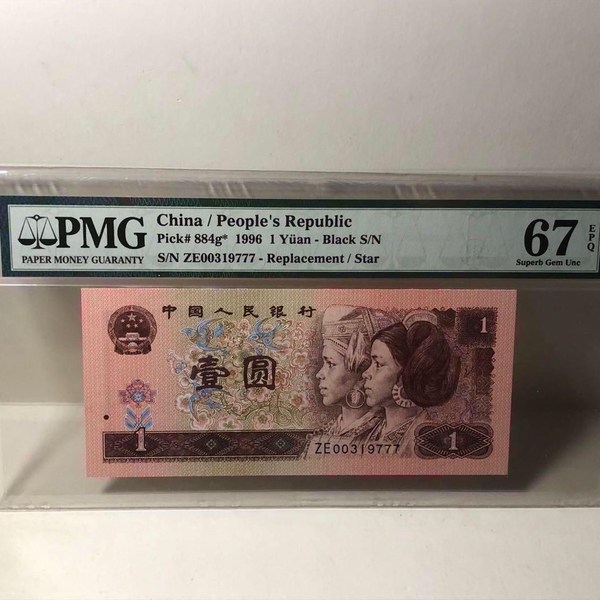 PMG
PAPER MONEY GUARANTY
China / People's Republic
Pick# 884g* 1996 1 Yüan - Black S/N
S/N ZE00319777 - Replacement / Star
67
EPQ
Superb Gem Unc
中国人民银行
1
壹圆
1
ZE00319777
1